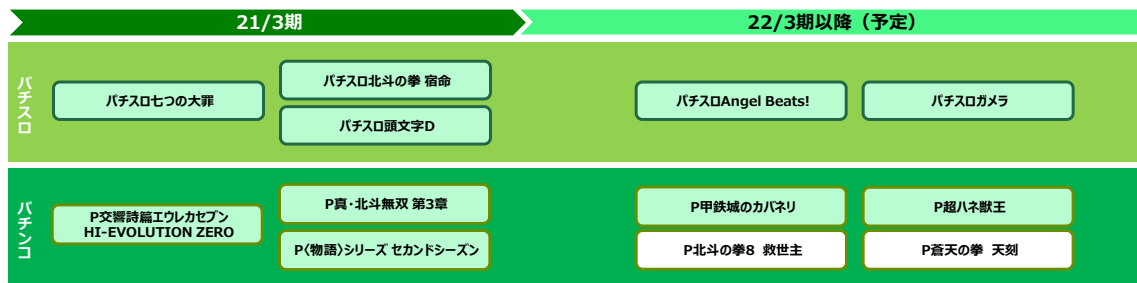 21/3期
22/3期以降（予定）
パチスロ
パチスロ七つの大罪
パチスロ北斗の拳 宿命
パチスロ頭文字D
パチスロAngel Beats!
パチスロガメラ
パチンコ
P交響詩篇エウレカセブン
HI-EVOLUTION ZERO
P真・北斗無双 第3章
P〈物語〉シリーズ セカンドシーズン
P甲鉄城のカバネリ
P超ハネ獣王
P北斗の拳8 救世主
P蒼天の拳 天刻